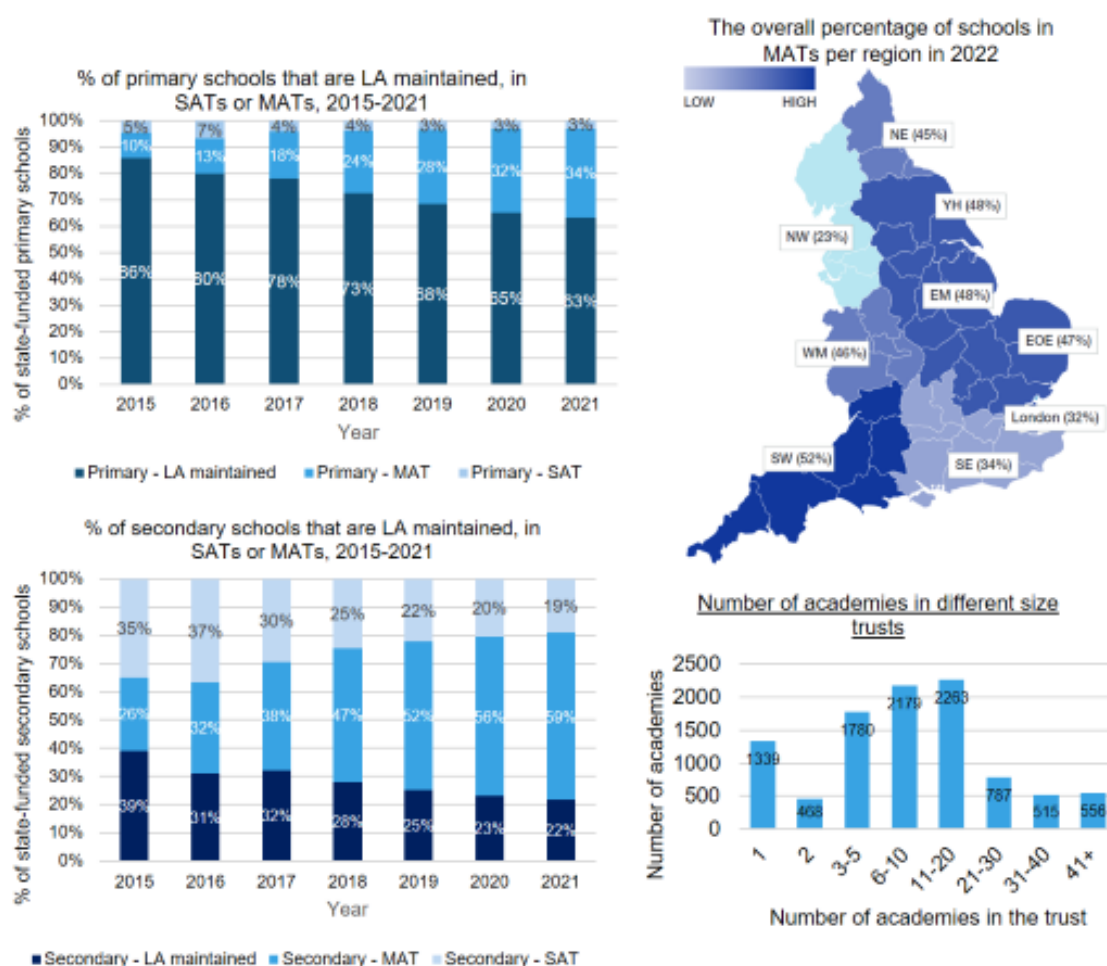 % of primary schools that are LA maintained, in
SATs or MATs, 2015-2021
% of state-funded primary schools
100%
90%
80%
70%
60%
50%
40%
30%
20%
10%
0%
5% 7% 4% 4% 3% 3% 3%
10% 13% 18% 24% 28% 32% 34%
86% 80% 78% 73% 68% 65% 63%
2015 2016 2017 2018 2019 2020 2021
Year
Primary - LA maintained Primary - MAT Primary - SAT
% of secondary schools that are LA maintained, in
SATs or MATs, 2015-2021
% of state-funded secondary schools
100%
90%
80%
70%
60%
50%
40%
30%
20%
10%
0%
35% 37% 30% 25% 22% 20% 19%
26% 32% 38% 47% 52% 56% 59%
39% 31% 32% 28% 25% 23% 22%
2015 2016 2017 2018 2019 2020 2021
Year
Secondary - LA maintained Secondary - MAT Secondary - SAT
The overall percentage of schools in
MATs per region in 2022
LOW HIGH
NE (45%)
YH (48%)
NW (23%)
EM (48%)
EOE (47%)
WM (46%)
London (32%)
SW (52%)
SE (34%)
Number of academies in different size
trusts
Number of academies
2500
2000
1500
1000
500
0
1339 468 1780 2179 2263 787 515 556
1 2 3-5 6-10 11-20 21-30 31-40 41+
Number of academies in the trust